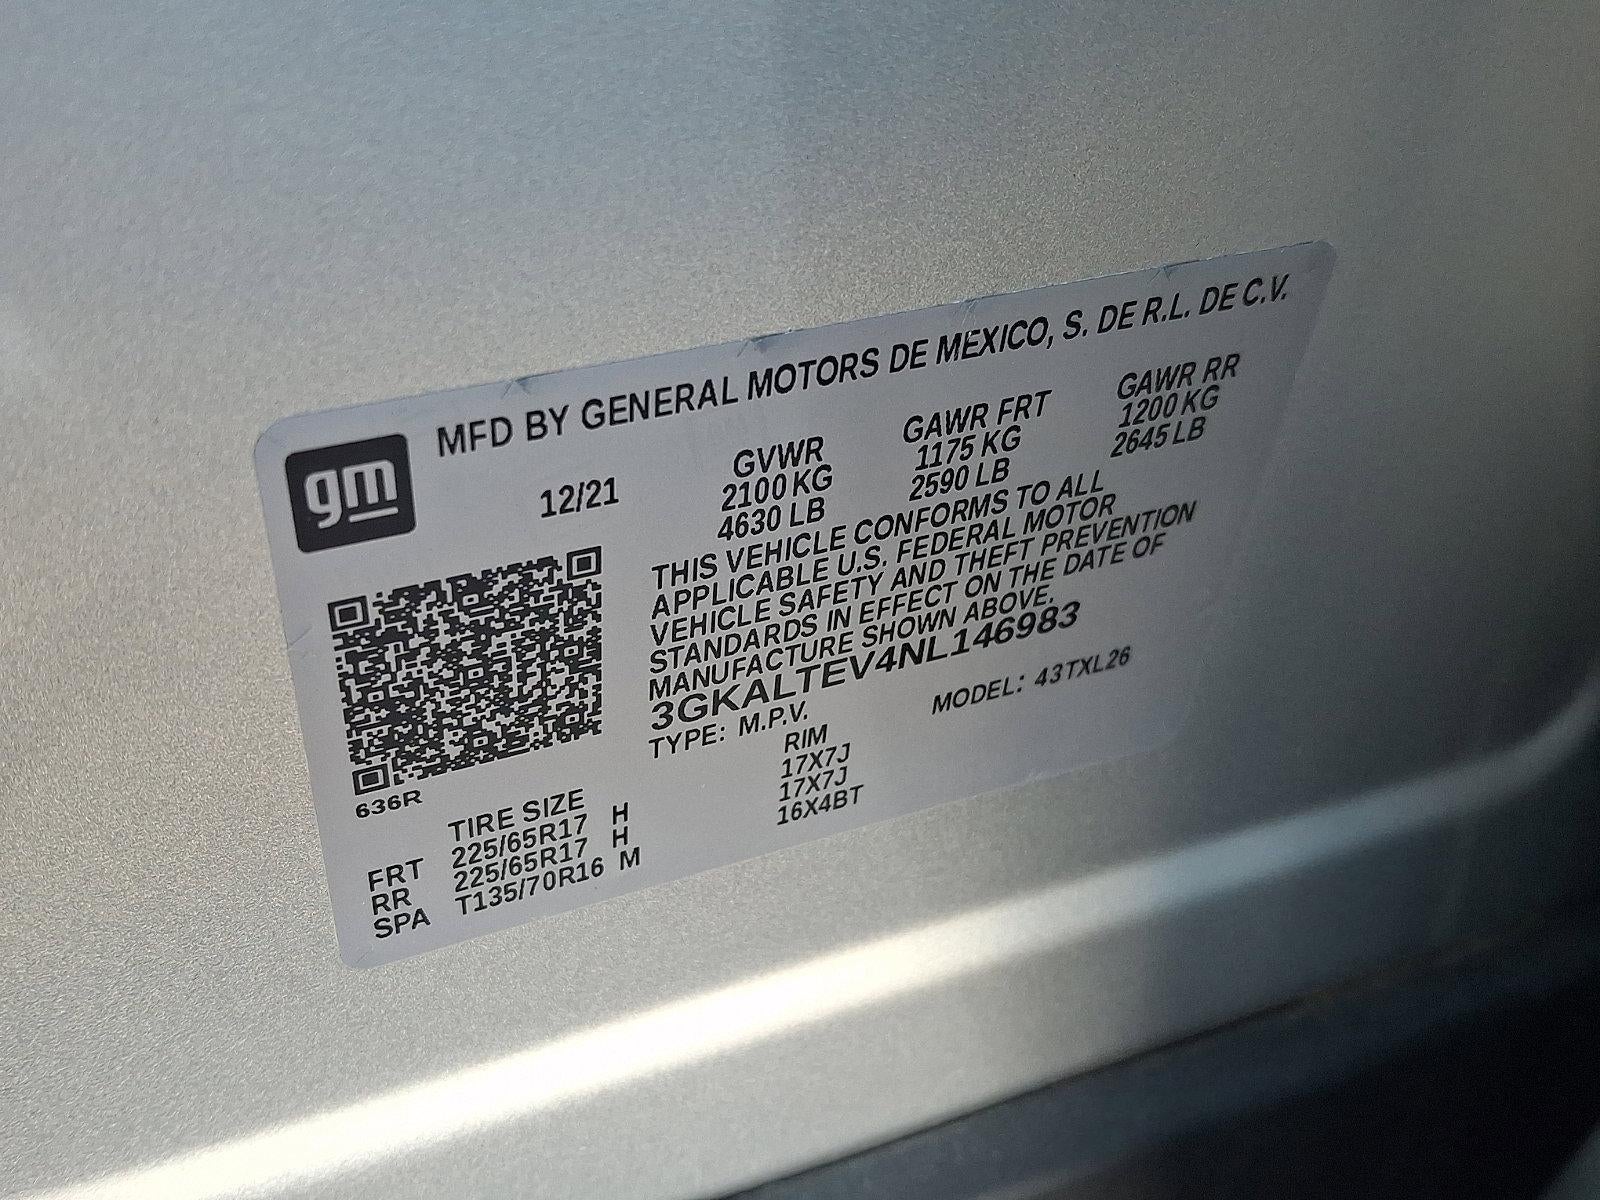 MFD BY GENERAL MOTORS DE MEXICO, S. DE R.L. DE C.V.
gm
12/21
GVWR
2100 KG
4630 LB
GAWR FRT
1175 KG
2590 LB
GAWR RR
1200 KG
2645 LB
THIS VEHICLE CONFORMS TO ALL
APPLICABLE U.S. FEDERAL MOTOR
VEHICLE SAFETY AND THEFT PREVENTION
STANDARDS IN EFFECT ON THE DATE OF
MANUFACTURE SHOWN ABOVE.
3GKALTEV4NL146983
TYPE: M.P.V.
MODEL: 43TXL26
636R
TIRE SIZE RIM
FRT 225/65R17 H 17X7J
RR 225/65R17 H 17X7J
SPA T135/70R16 M 16X4BT